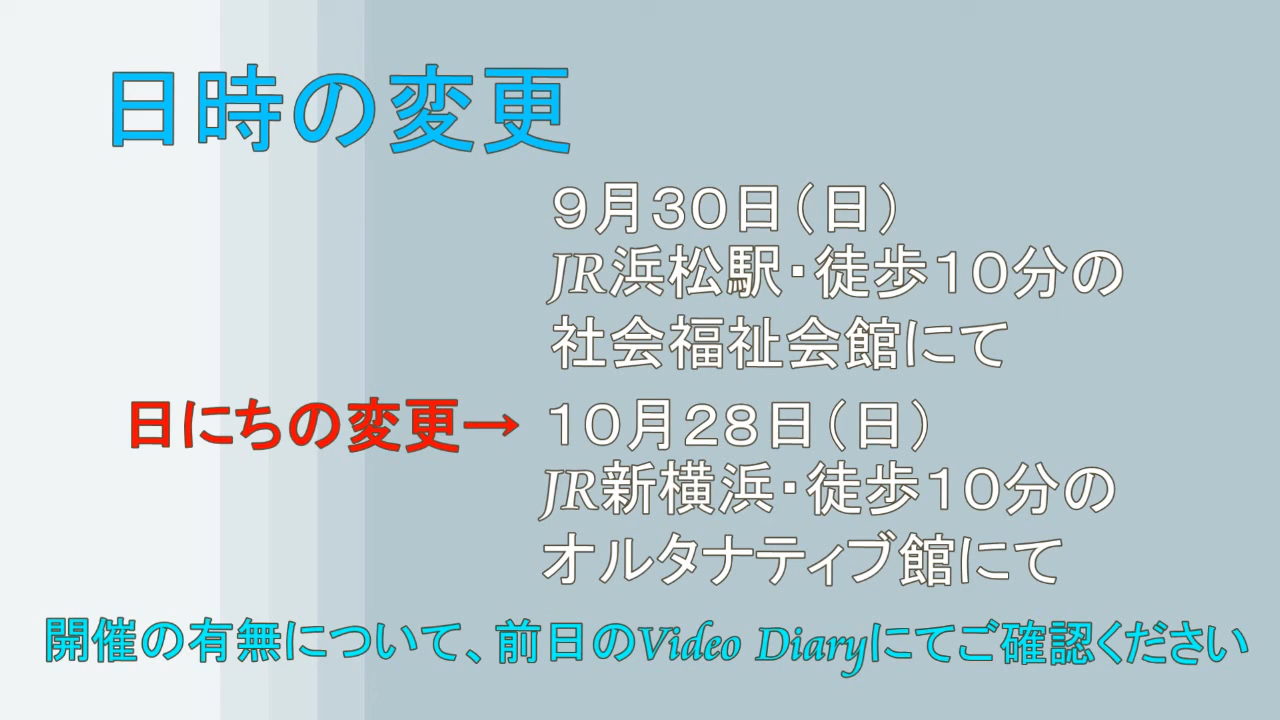 日時の変更
９月３０日（日）
JR浜松駅・徒歩１０分の
社会福祉会館にて
日にちの変更→１０月２８日（日）
JR新横浜・徒歩１０分の
オルタナティブ館にて
開催の有無について、前日のVideo Diaryにてご確認ください